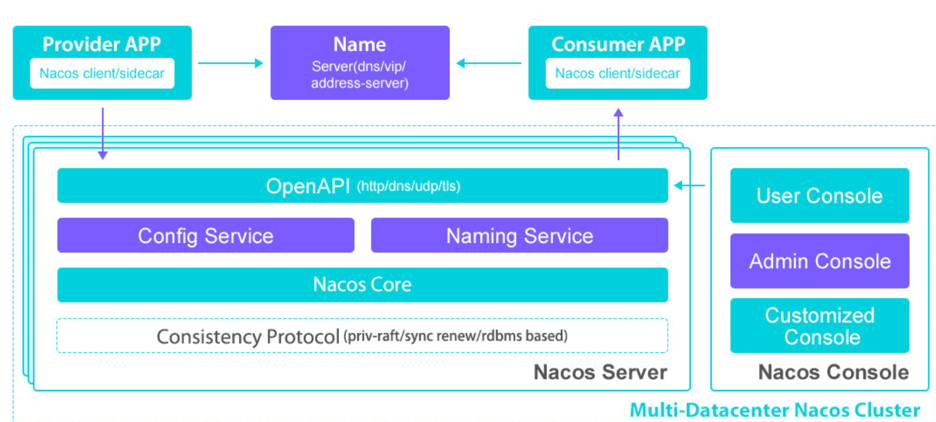 Provider APP
Nacos client/sidecar
Name
Server(dns/vip/
address-server)
Consumer APP
Nacos client/sidecar
OpenAPI (http/dns/udp/tls)
Config Service
Naming Service
Nacos Core
Consistency Protocol (priv-raft/sync renew/rdbms based)
Nacos Server
User Console
Admin Console
Customized
Console
Nacos Console
Multi-Datacenter Nacos Cluster